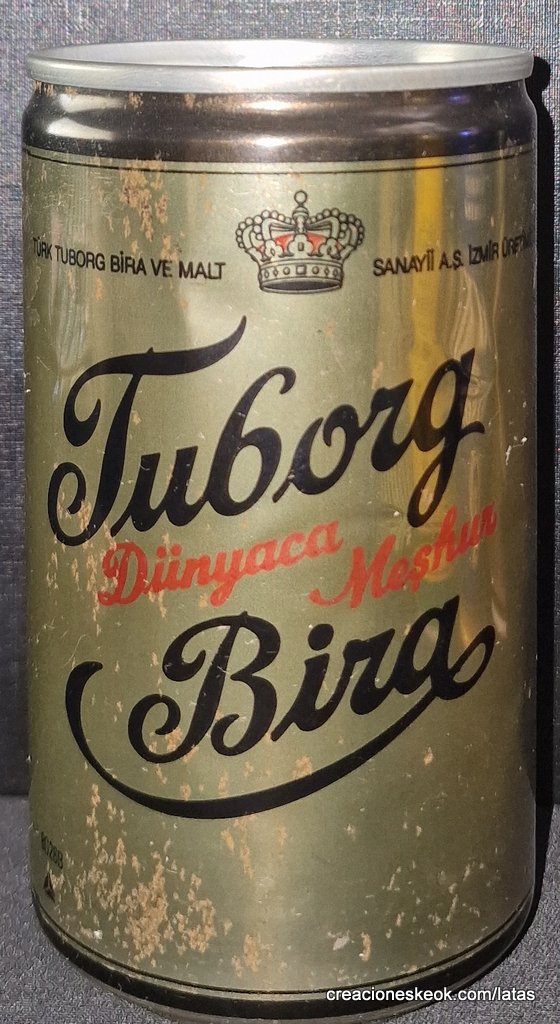 TÜRK TUBORG BİRA VE MALT SANAYİİ A.Ş. İZMİR
Tuborg
Dünyaca Meşhur
Bira
creacioneskeok.com/latas